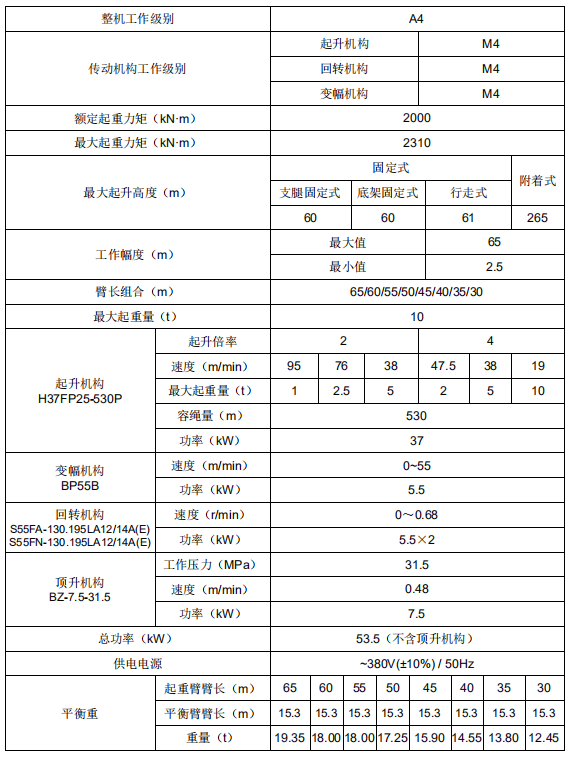 整机工作级别 A4
传动机构工作级别 起升机构 M4
回转机构 M4
变幅机构 M4
额定起重力矩（kN·m） 2000
最大起重力矩（kN·m） 2310
最大起升高度（m） 固定式 附着式
支腿固定式 底架固定式 行走式
60 60 61 265
工作幅度（m） 最大值 65
最小值 2.5
臂长组合（m） 65/60/55/50/45/40/35/30
最大起重量（t） 10
起升机构
H37FP25-530P
起升倍率 2 4
速度（m/min） 95 76 38 47.5 38 19
最大起重量（t） 1 2.5 5 2 5 10
容绳量（m） 530
功率（kW） 37
变幅机构
BP55B
速度（m/min） 0~55
功率（kW） 5.5
回转机构
S55FA-130.195LA12/14A(E)
S55FN-130.195LA12/14A(E)
速度（r/min） 0～0.68
功率（kW） 5.5×2
顶升机构
BZ-7.5-31.5
工作压力（MPa） 31.5
速度（m/min） 0.48
功率（kW） 7.5
总功率（kW） 53.5（不含顶升机构）
供电电源 ~380V(±10%) / 50Hz
平衡重 起重臂臂长（m） 65 60 55 50 45 40 35 30
平衡臂臂长（m） 15.3 15.3 15.3 15.3 15.3 15.3 15.3 15.3
重量（t） 19.35 18.00 18.00 17.25 15.90 14.55 13.80 12.45